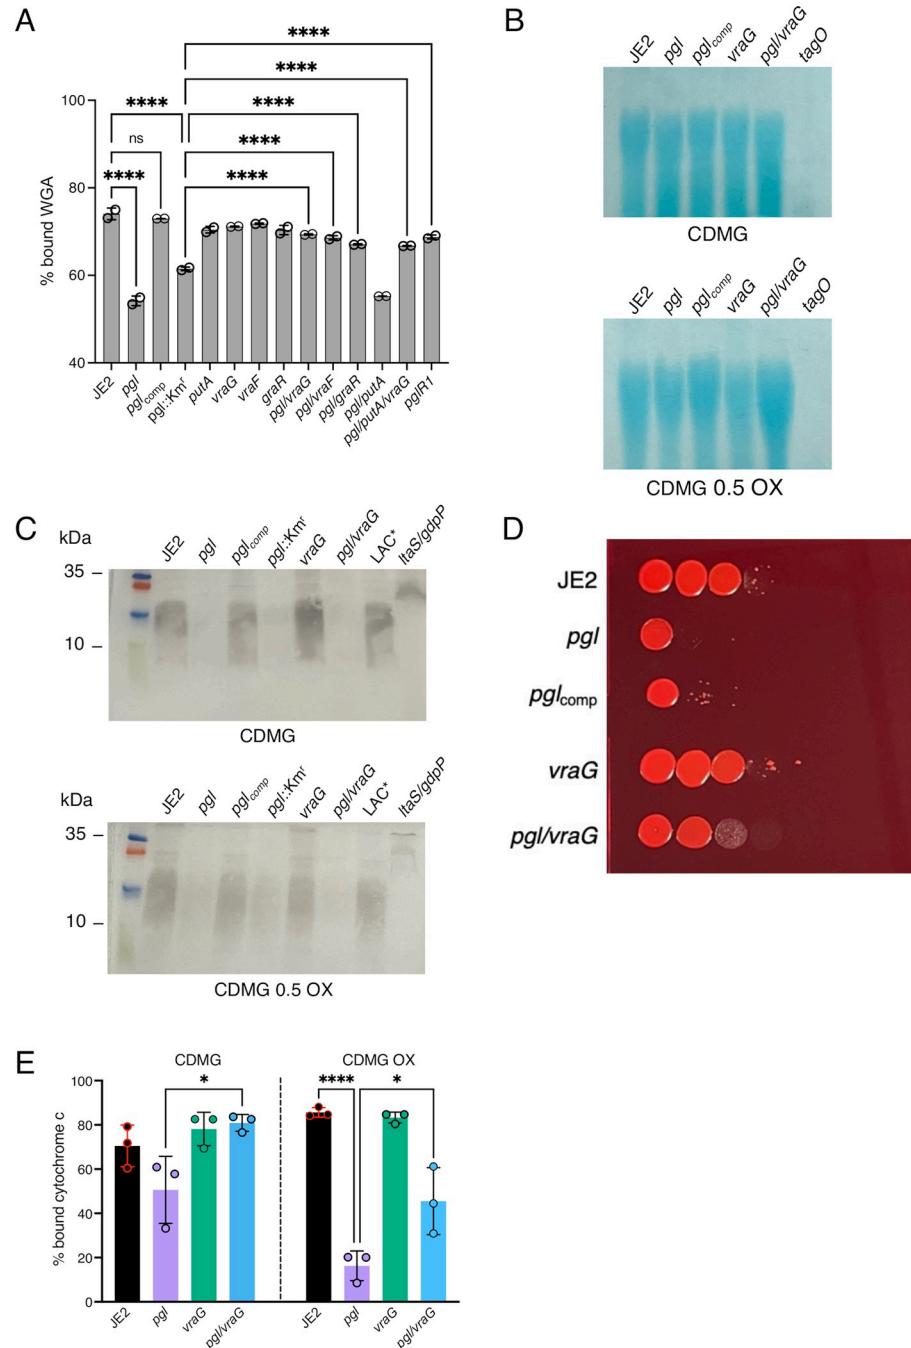 A
****
****
**** ****
ns ****
**** ****
100
80
60
40
% bound WGA
JE2 pgl pglcomp pgl::Kmr putA vraG vraF graR pgl/vraG pgl/vraF pgl/graR pgl/putA pgl/putA/vraG pglR1
B
JE2 pgl pglcomp vraG pgl/vraG tagO
CDMG
JE2 pgl pglcomp vraG pgl/vraG tagO
CDMG 0.5 OX
C
kDa
JE2 pgl pglcomp pgl::Kmr vraG pgl/vraG LAC* ltaS/gdpP
35
10
CDMG
kDa
JE2 pgl pglcomp pgl::Kmr vraG pgl/vraG LAC* ltaS/gdpP
35
10
CDMG 0.5 OX
D
JE2
pgl
pglcomp
vraG
pgl/vraG
E
CDMG CDMG OX
* **** *
100
80
60
40
20
0
% bound cytochrome c
JE2 pgl vraG pgl/vraG JE2 pgl vraG pgl/vraG